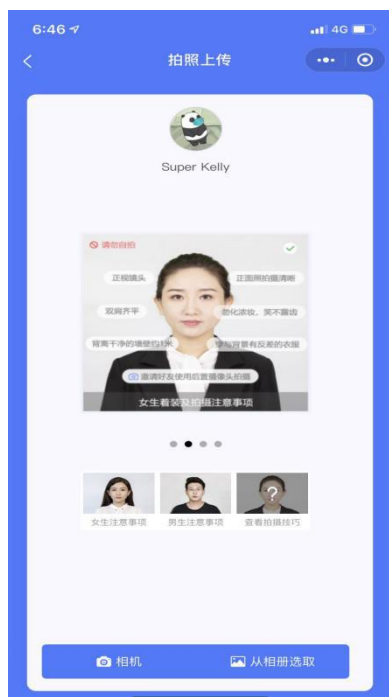 6:46
4G
拍照上传
Super Kelly
请勿自拍
正视镜头
正面照拍摄清晰
双肩齐平
勿化浓妆,笑不露齿
背离干净的墙壁约1米
穿与背景有反差的衣服
邀请好友使用后置摄像头拍摄
女生着装及拍摄注意事项
?
女生注意事项
男生注意事项
查看拍摄技巧
相机
从相册选取